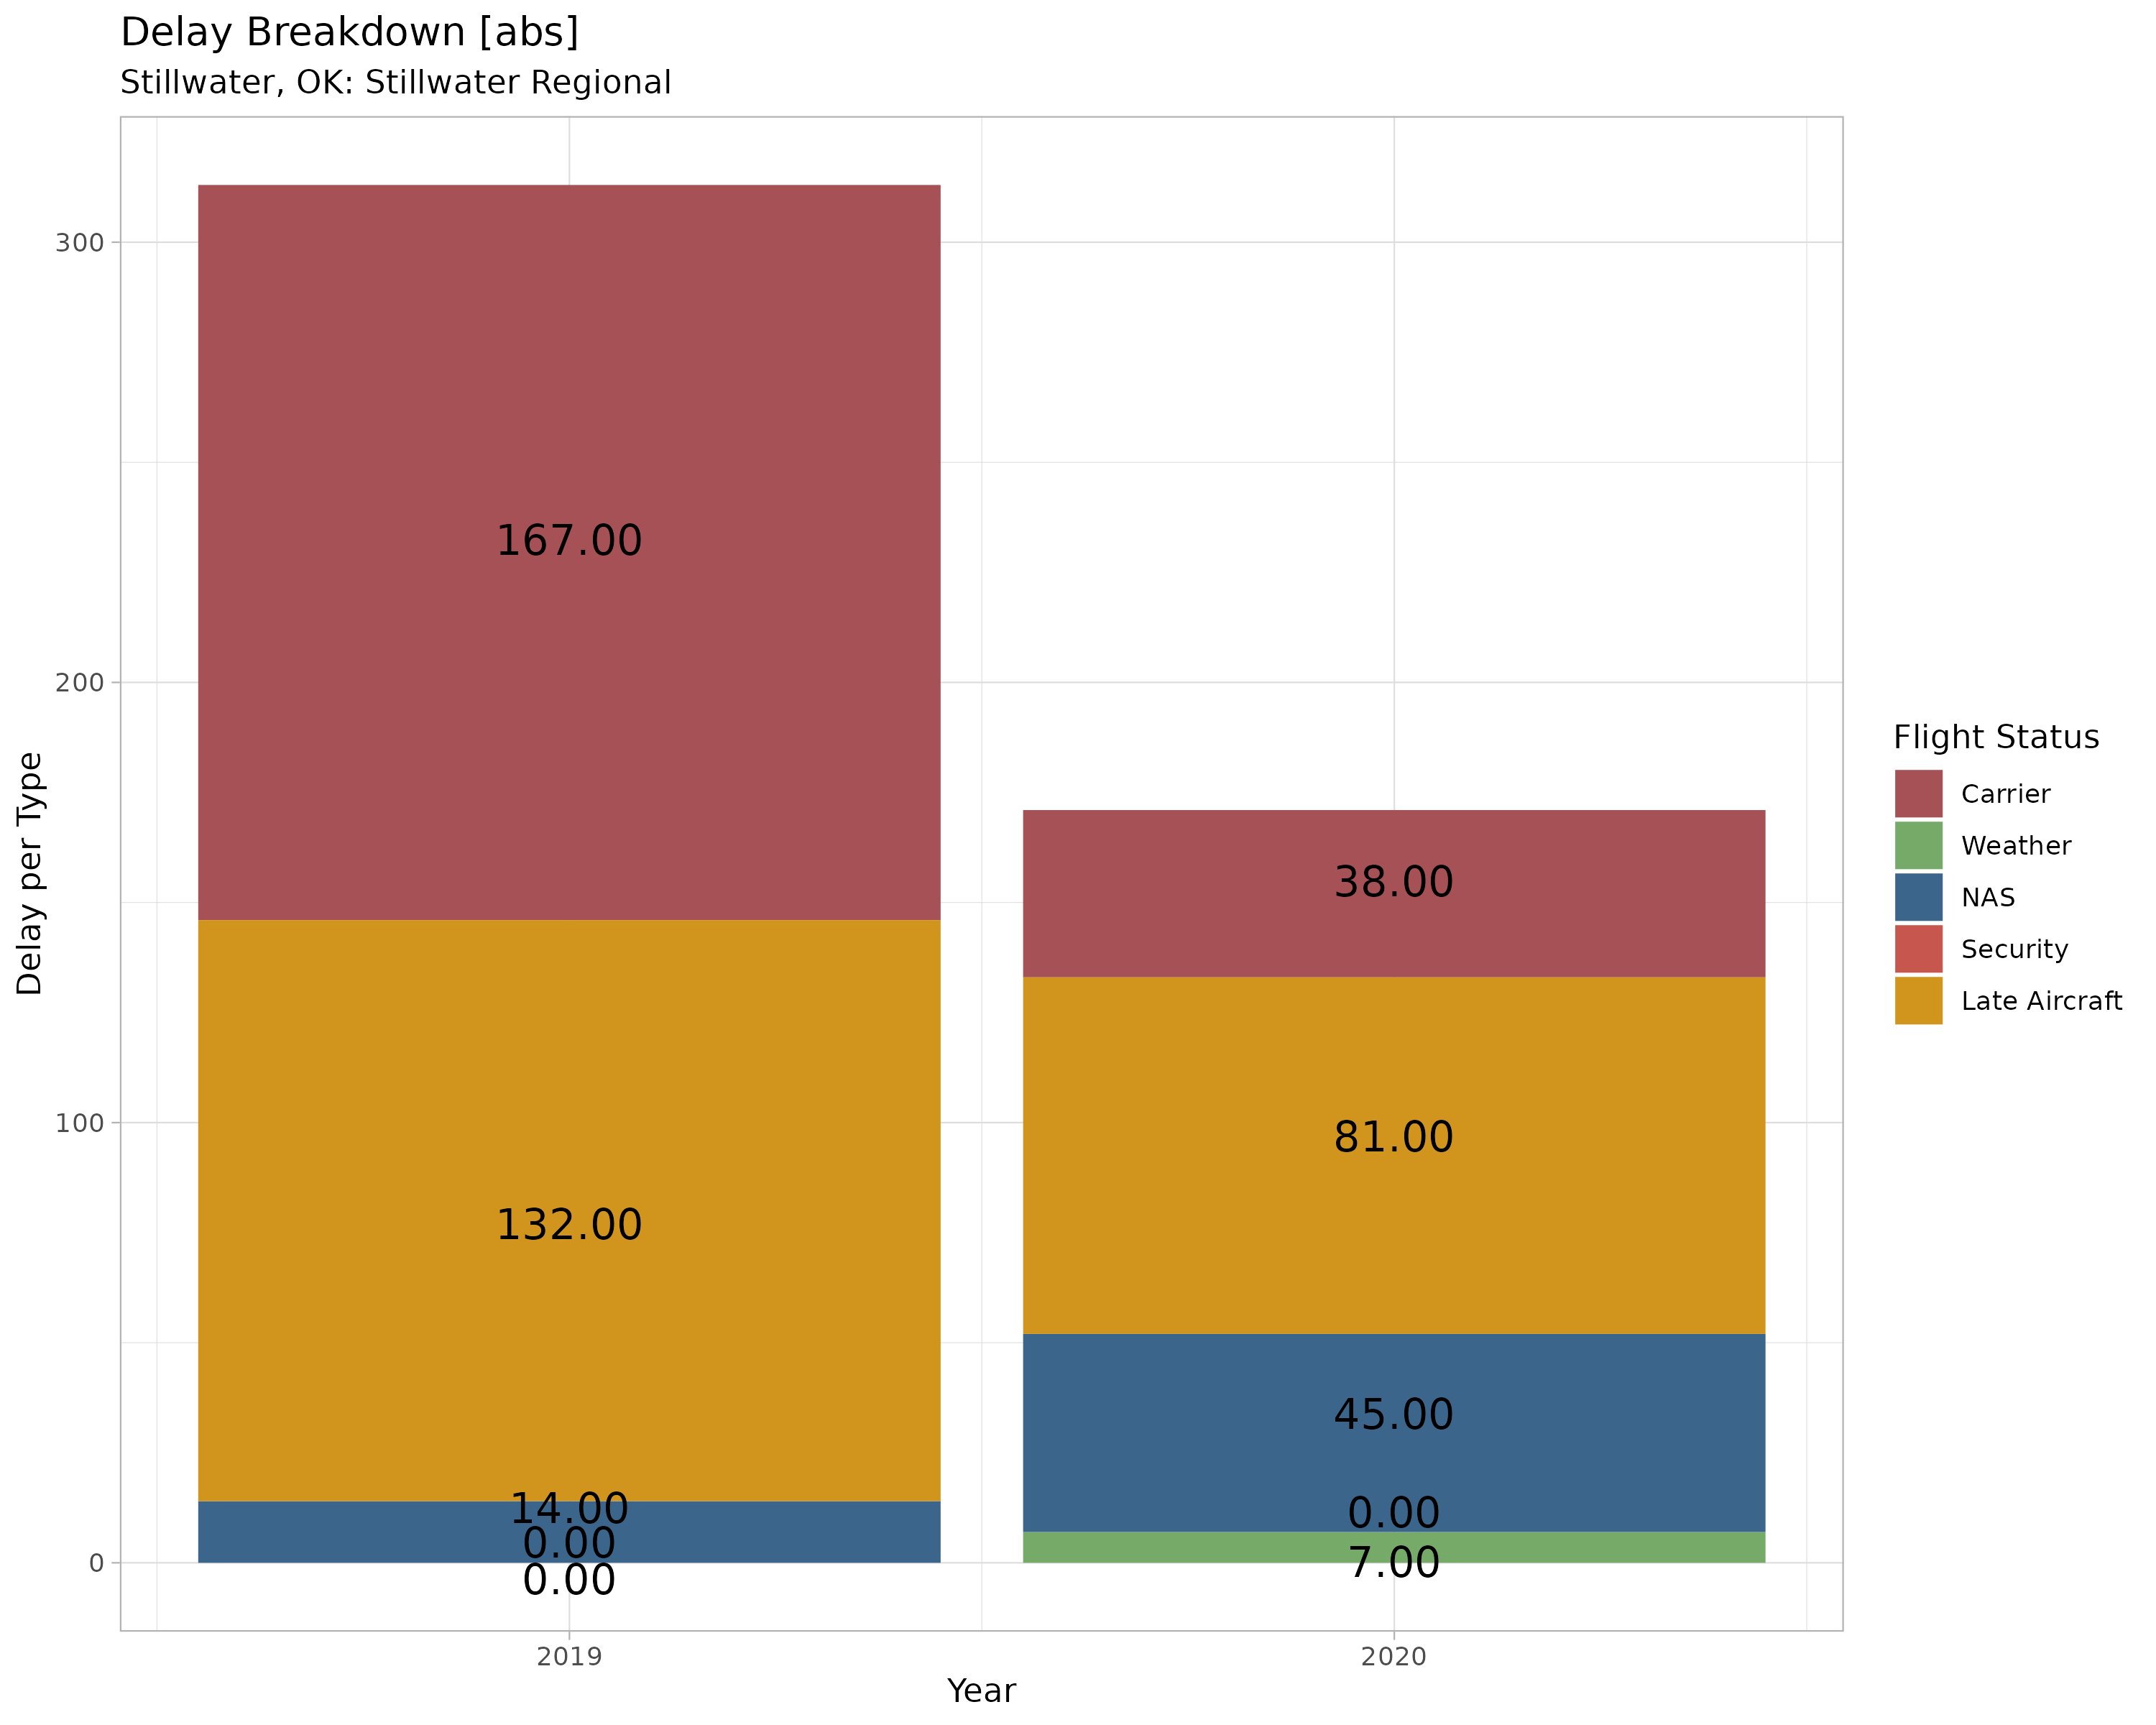 Delay Breakdown [abs]
Stillwater, OK: Stillwater Regional
Delay per Type
300
200
100
0
167.00
132.00
14.00
0.00
0.00
38.00
81.00
45.00
0.00
7.00
2019
2020
Year
Flight Status
Carrier
Weather
NAS
Security
Late Aircraft